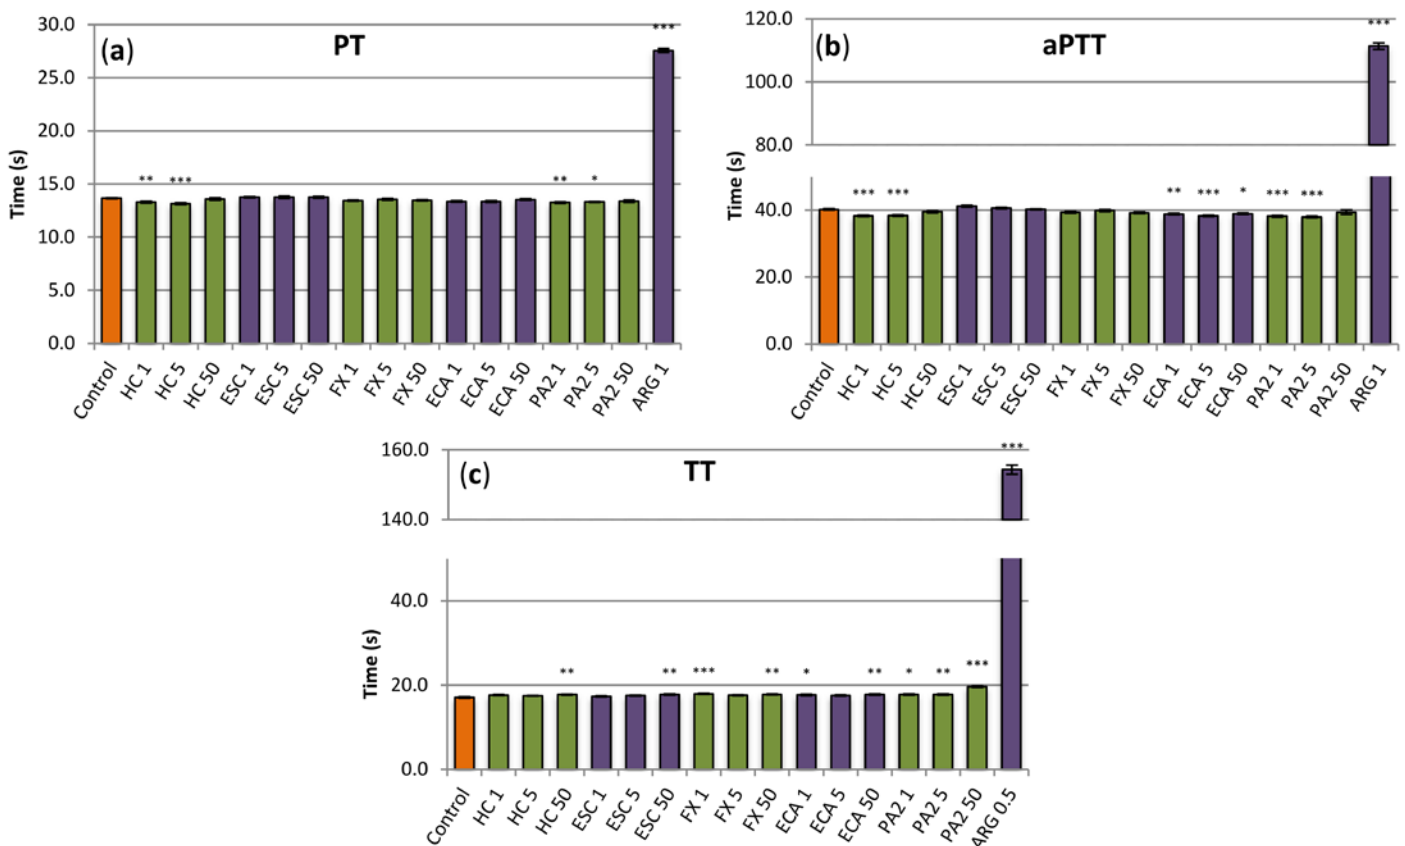 (a) PT
Time (s)
30.0
25.0
20.0
15.0
10.0
5.0
0.0
** *** ** * ***
Control HC 1 HC 5 HC 50 ESC 1 ESC 5 ESC 50 FX 1 FX 5 FX 50 ECA 1 ECA 5 ECA 50 PA2 1 PA2 5 PA2 50 ARG 1
(b) aPTT
Time (s)
120.0
100.0
80.0
40.0
20.0
0.0
*** *** ** *** * *** *** ***
Control HC 1 HC 5 HC 50 ESC 1 ESC 5 ESC 50 FX 1 FX 5 FX 50 ECA 1 ECA 5 ECA 50 PA2 1 PA2 5 PA2 50 ARG 1
(c) TT
Time (s)
160.0
140.0
40.0
20.0
0.0
** ** *** ** * ** * ** *** ***
Control HC 1 HC 5 HC 50 ESC 1 ESC 5 ESC 50 FX 1 FX 5 FX 50 ECA 1 ECA 5 ECA 50 PA2 1 PA2 5 PA2 50 ARG 0.5